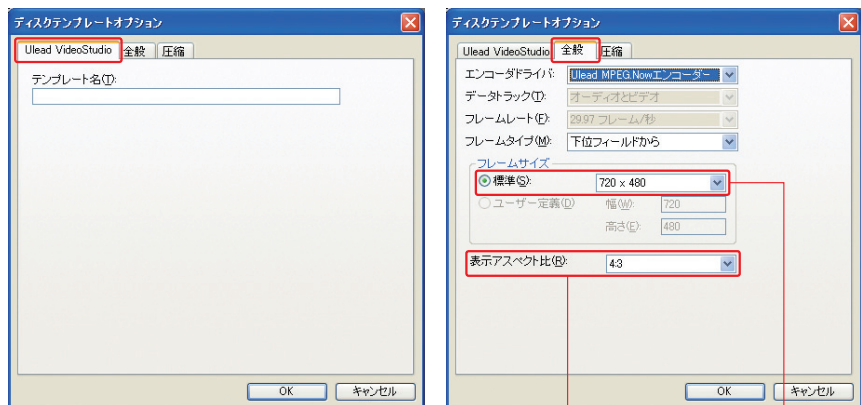 ディスクテンプレートオプション
Ulead VideoStudio 全般 圧縮
テンプレート名(T):
OK キャンセル
ディスクテンプレートオプション
Ulead VideoStudio 全般 圧縮
エンコーダドライバ: Ulead MPEG.Nowエンコーダー
データトラック(T): オーディオとビデオ
フレームレート(F): 29.97 フレーム/秒
フレームタイプ(M): 下位フィールドから
フレームサイズ
標準(S): 720 x 480
ユーザー定義(D) 幅(W): 720
高さ(E): 480
表示アスペクト比(R): 4:3
OK キャンセル